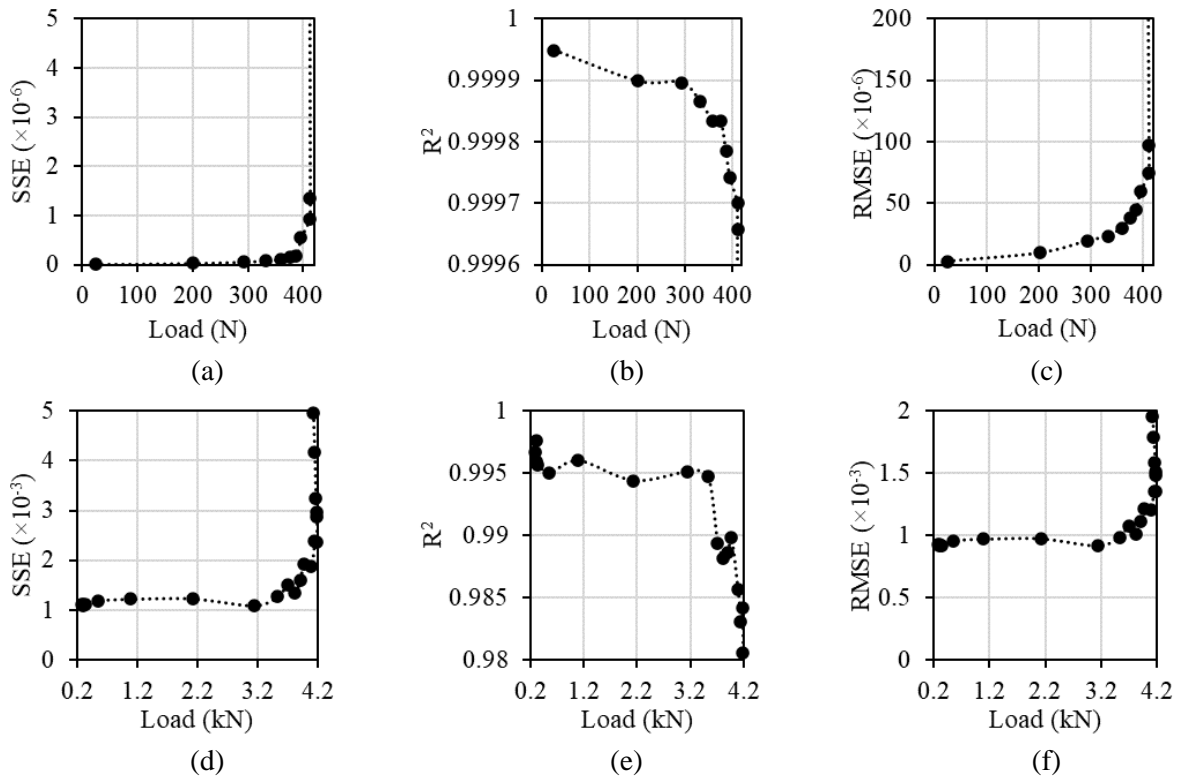 SSE (×10⁻⁶)
5
4
3
2
1
0
0 100 200 300 400
Load (N)
(a)
R²
1
0.9999
0.9998
0.9997
0.9996
0 100 200 300 400
Load (N)
(b)
RMSE (×10⁻⁶)
200
150
100
50
0
0 100 200 300 400
Load (N)
(c)
SSE (×10⁻³)
5
4
3
2
1
0
0.2 1.2 2.2 3.2 4.2
Load (kN)
(d)
R²
1
0.995
0.99
0.985
0.98
0.2 1.2 2.2 3.2 4.2
Load (kN)
(e)
RMSE (×10⁻³)
2
1.5
1
0.5
0
0.2 1.2 2.2 3.2 4.2
Load (kN)
(f)